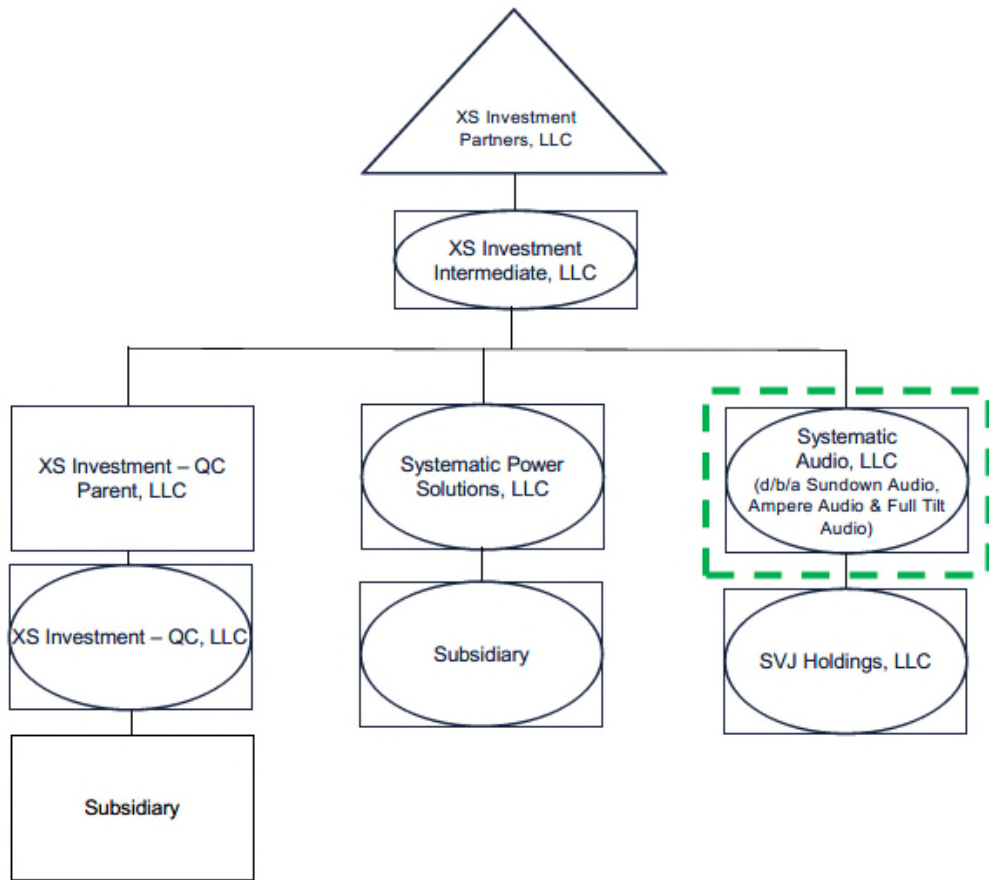 XS Investment
Partners, LLC
XS Investment
Intermediate, LLC
XS Investment – QC
Parent, LLC
Systematic Power
Solutions, LLC
Systematic
Audio, LLC
(d/b/a Sundown Audio,
Ampere Audio & Full Tilt
Audio)
XS Investment – QC, LLC
Subsidiary
SVJ Holdings, LLC
Subsidiary